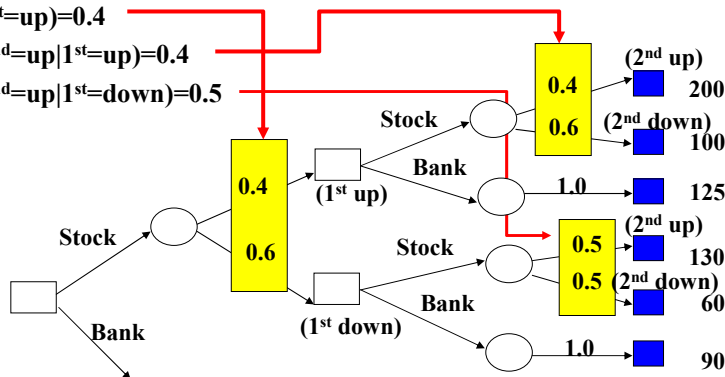 st=up)=0.4
d=up|1st=up)=0.4
d=up|1st=down)=0.5
(2nd up)
0.4
200
0.6
(2nd down)
100
Stock
Bank
1.0
125
0.4
(1st up)
0.6
Stock
(2nd up)
0.5
130
Stock
0.5
(2nd down)
60
Bank
(1st down)
Bank
1.0
90